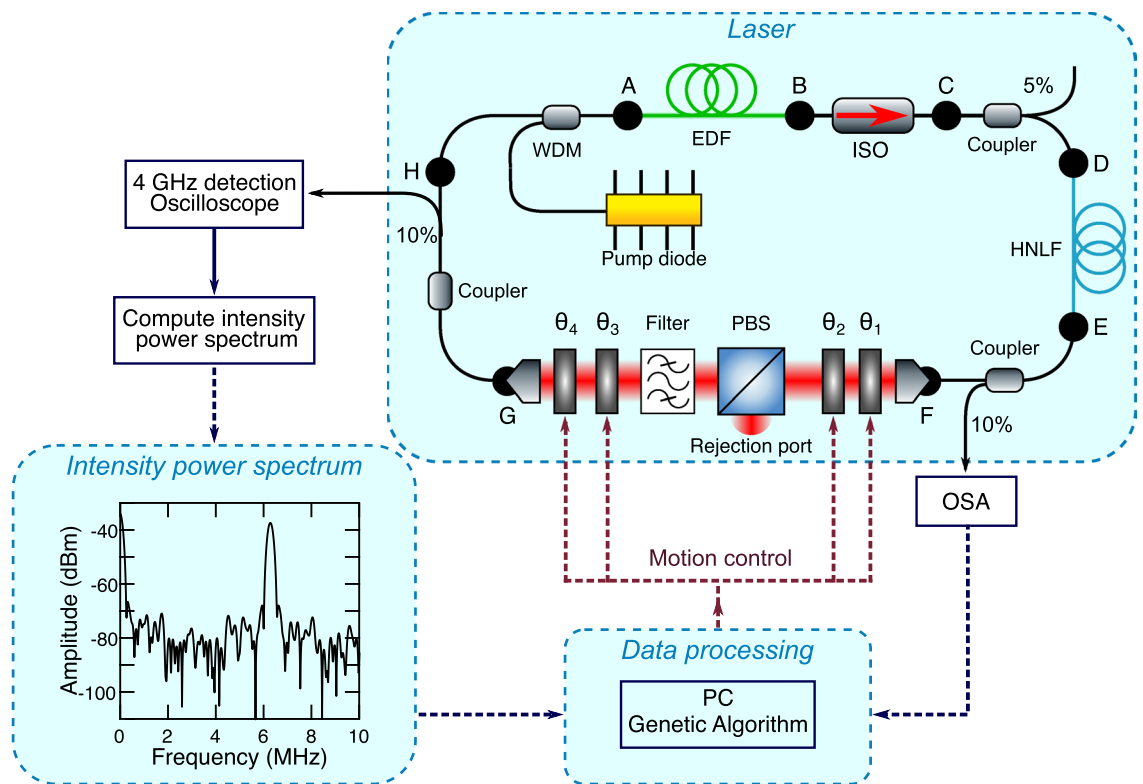 Laser
A
B
C
5%
EDF
WDM
ISO
Coupler
H
D
4 GHz detection
Oscilloscope
10%
HNLF
Pump diode
Coupler
Compute intensity
power spectrum
θ4
θ3
Filter
PBS
θ2
θ1
E
Coupler
G
F
10%
Rejection port
Intensity power spectrum
OSA
Amplitude (dBm)
-40
-60
-80
-100
0
2
4
6
8
10
Frequency (MHz)
Motion control
Data processing
PC
Genetic Algorithm